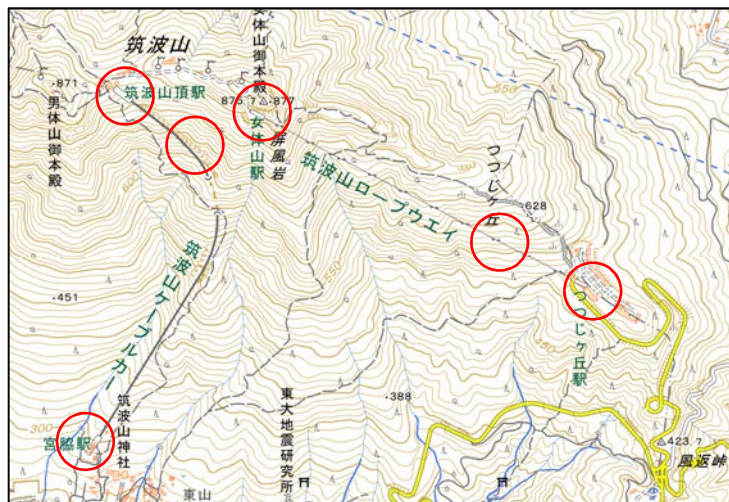 筑波山
女体山御本殿
・871
筑波山頂駅
875.7
・877
550
男体山御本殿
女体山駅
屏風岩
つつじヶ丘
筑波山ロープウエイ
600
・628
筑波山ケーブルカー
550
・451
つつじヶ丘駅
450
・388
300
宮脇駅
筑波山神社
東大地震研究所
423.7
風返峠
東山